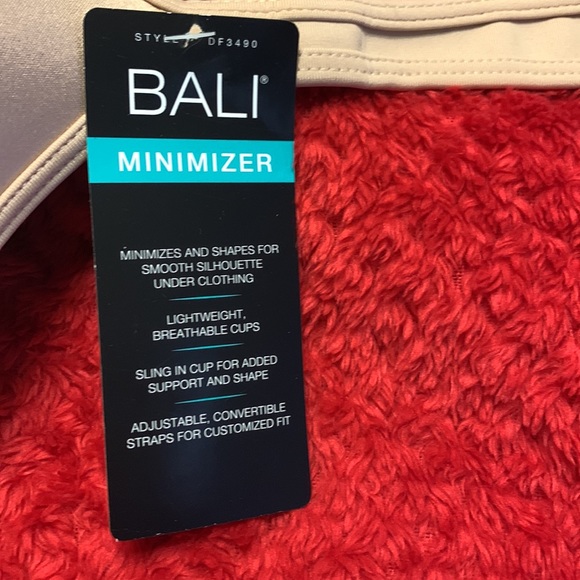 STYLE DF3490
BALI®
MINIMIZER
MINIMIZES AND SHAPES FOR
SMOOTH SILHOUETTE
UNDER CLOTHING
LIGHTWEIGHT,
BREATHABLE CUPS
SLING IN CUP FOR ADDED
SUPPORT AND SHAPE
ADJUSTABLE, CONVERTIBLE
STRAPS FOR CUSTOMIZED FIT